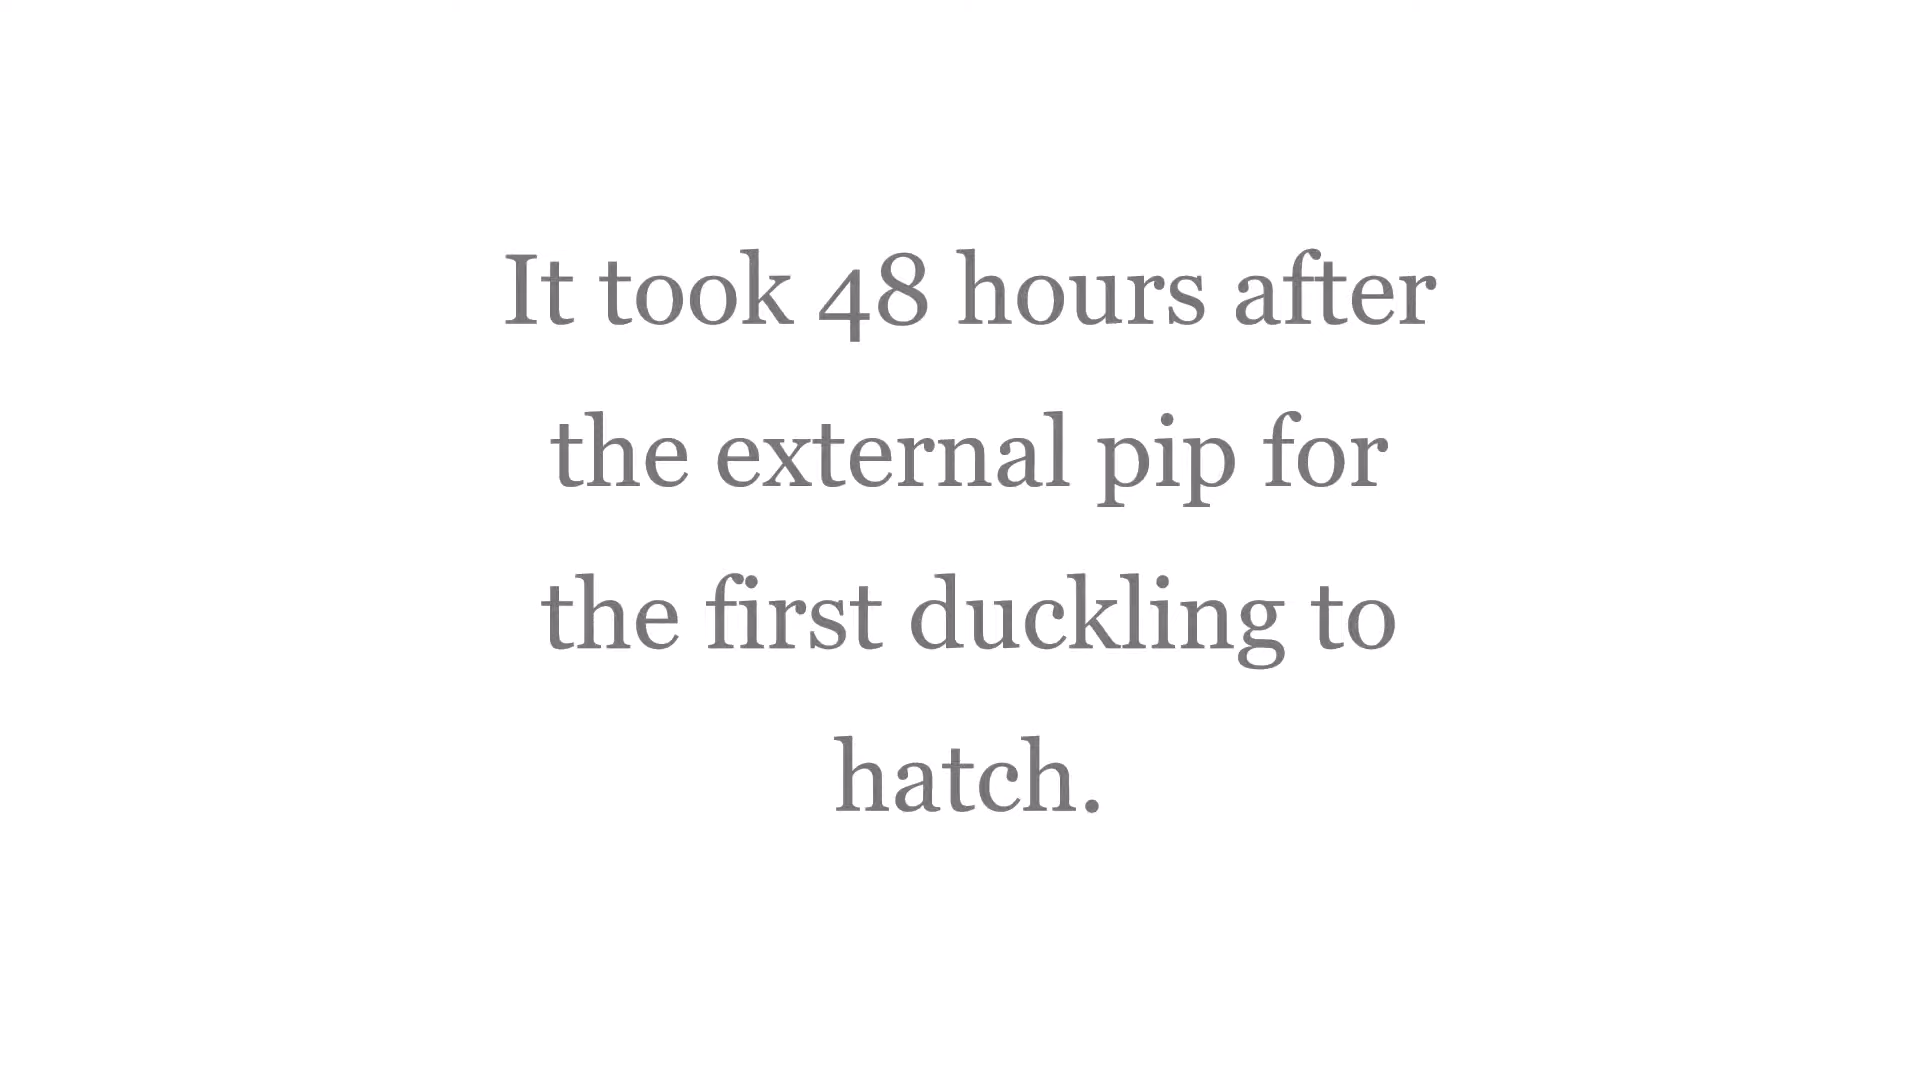 It took 48 hours after
the external pip for
the first duckling to
hatch.